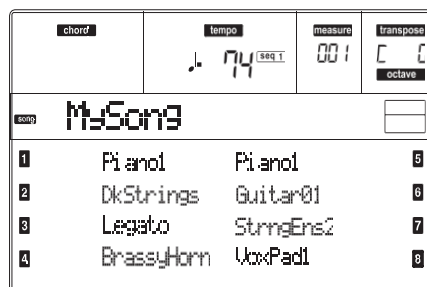 chord tempo measure transpose
74 seq 1 001 C
octave
song MySong
1 Piano1 Piano1 5
2 DkStrings Guitar01 6
3 Legato StrngEns2 7
4 BrassyHorn VoxPad1 8